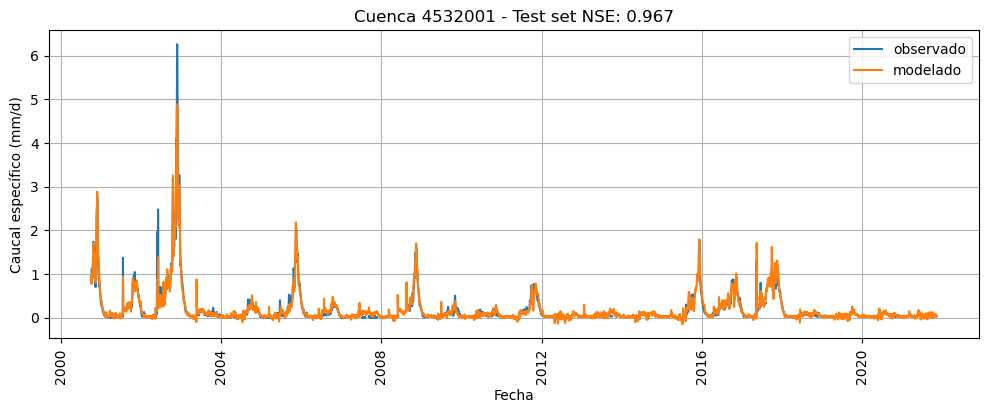 Cuenca 4532001 - Test set NSE: 0.967
observado
modelado
Caucal específico (mm/d)
6
5
4
3
2
1
0
2000
2004
2008
2012
2016
2020
Fecha